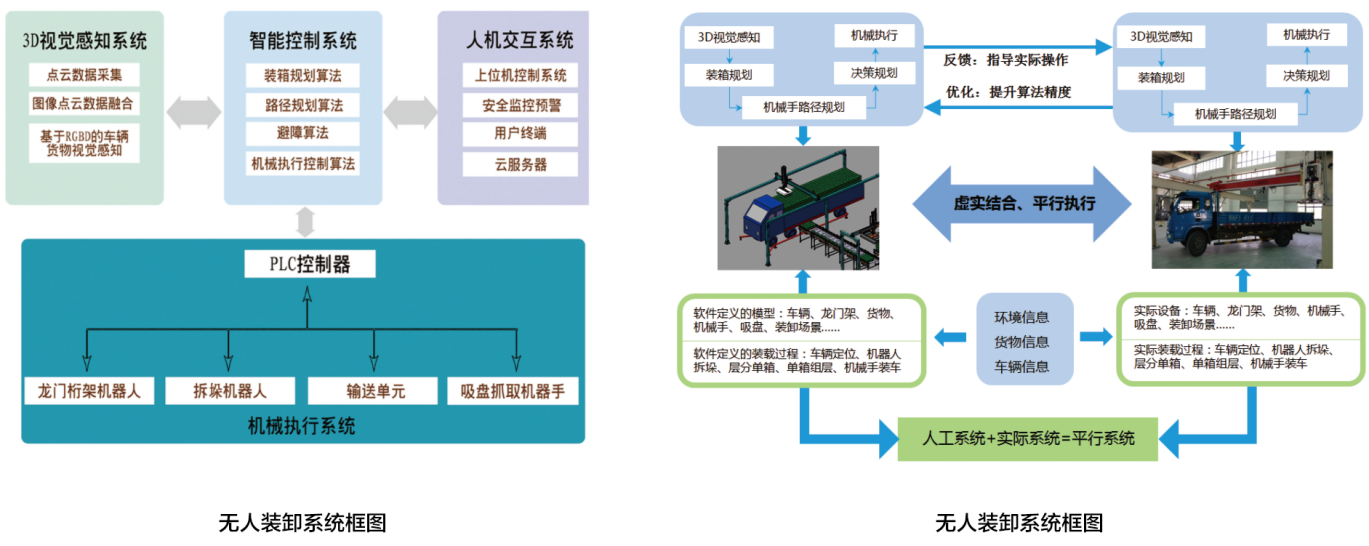 3D视觉感知系统
点云数据采集
图像点云数据融合
基于RGBD的车辆
货物视觉感知
智能控制系统
装箱规划算法
路径规划算法
避障算法
机械执行控制算法
人机交互系统
上位机控制系统
安全监控预警
用户终端
云服务器
PLC控制器
龙门桁架机器人
拆垛机器人
输送单元
吸盘抓取机器手
机械执行系统
无人装卸系统框图
3D视觉感知
装箱规划
机械手路径规划
决策规划
机械执行
反馈：指导实际操作
优化：提升算法精度
3D视觉感知
装箱规划
机械手路径规划
决策规划
机械执行
虚实结合、平行执行
软件定义的模型：车辆、龙门架、货物、
机械手、吸盘、装卸场景......
软件定义的装载过程：车辆定位、机器人
拆垛、层分单箱、单箱组层、机械手装车
环境信息
货物信息
车辆信息
实际设备：车辆、龙门架、货物、机械手、
吸盘、装卸场景......
实际装载过程：车辆定位、机器人拆垛、
层分单箱、单箱组层、机械手装车
人工系统+实际系统=平行系统
无人装卸系统框图